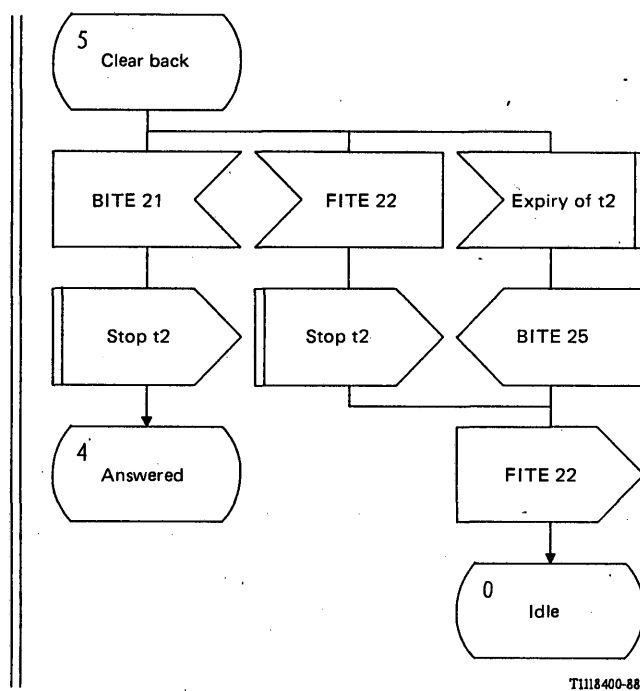 5
Clear back
BITE 21
FITE 22
Expiry of t2
Stop t2
Stop t2
BITE 25
4
Answered
FITE 22
0
Idle
T1118400-88